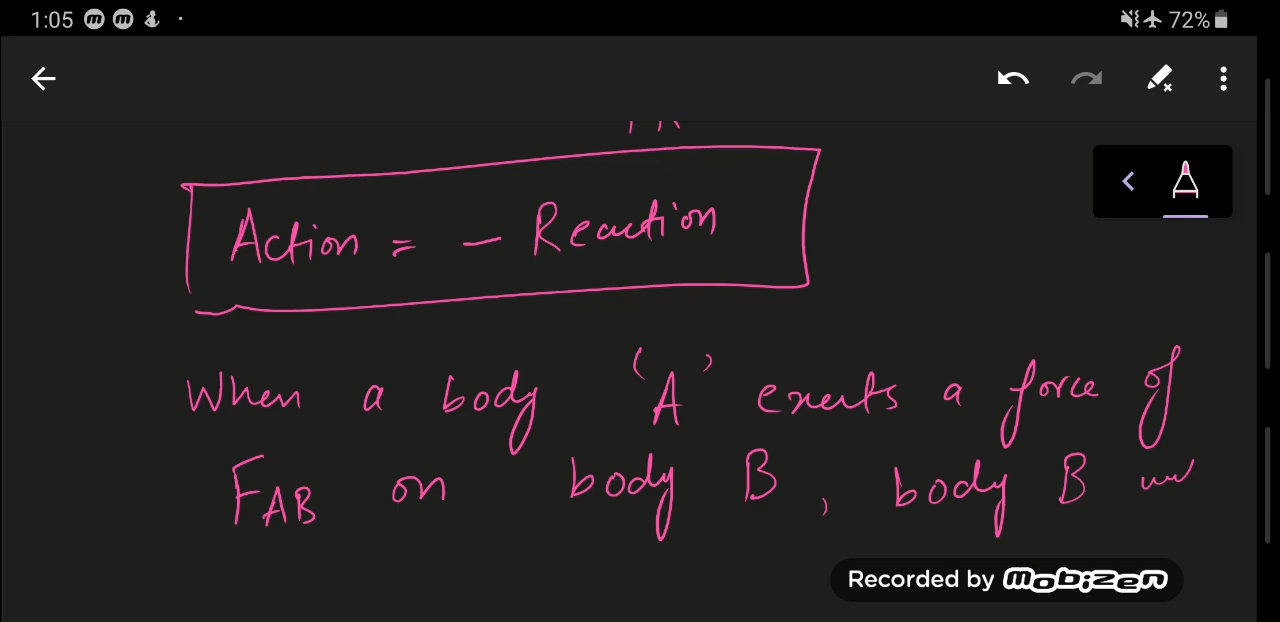 1:05 72%
Action = - Reaction
When a body 'A' exerts a force of
FAB on body B, body B
Recorded by Mobizen